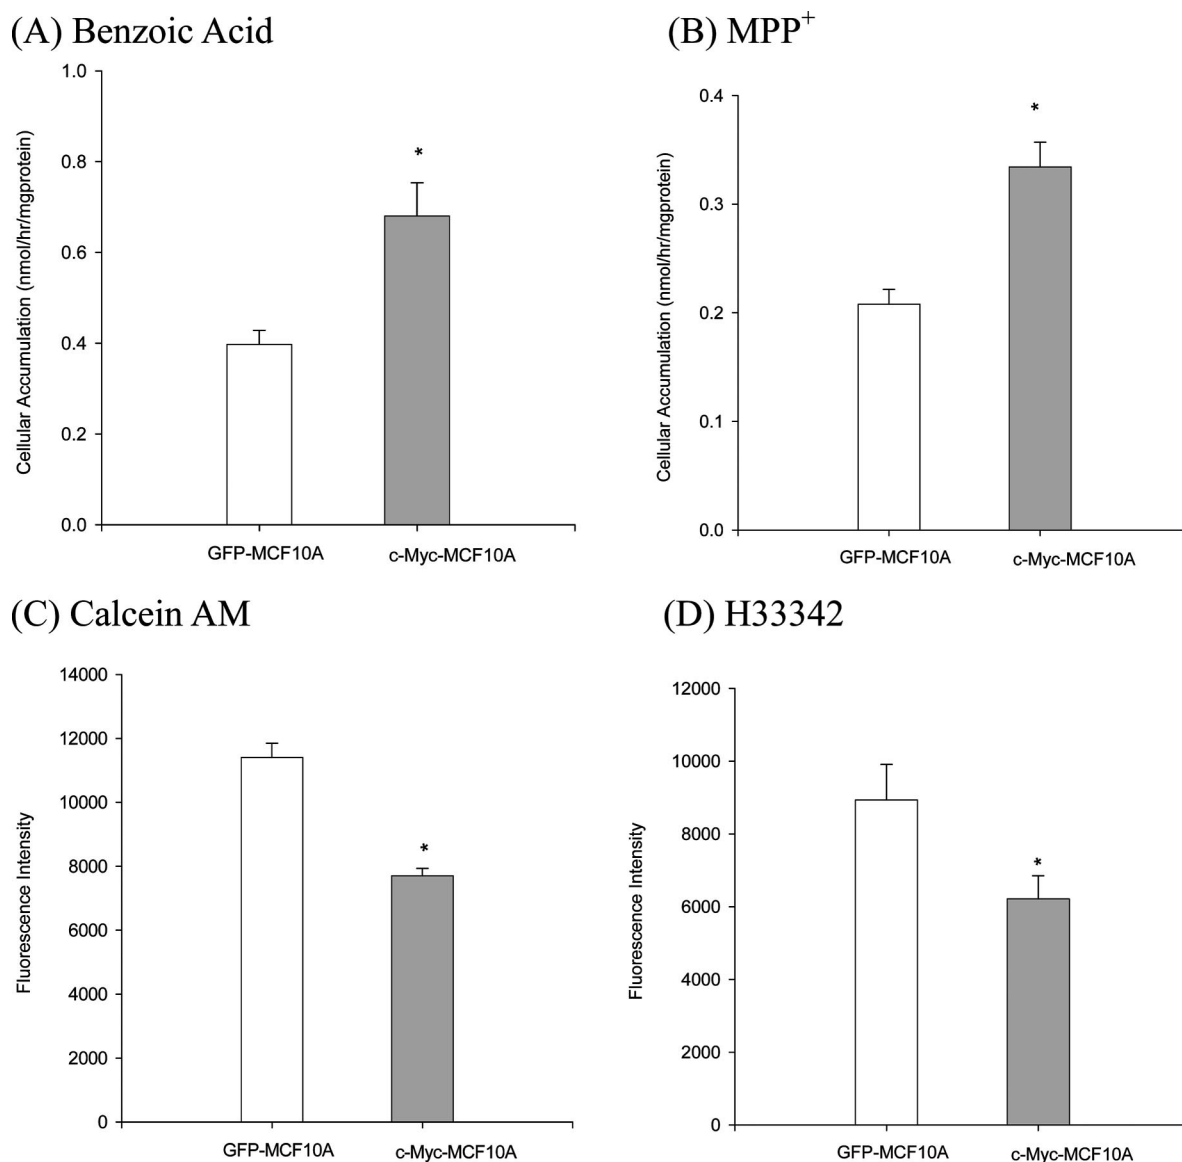 (A) Benzoic Acid
Cellular Accumulation (nmol/hr/mgprotein)
1.0
0.8
0.6
0.4
0.2
0.0
*
GFP-MCF10A c-Myc-MCF10A
(B) MPP⁺
Cellular Accumulation (nmol/hr/mgprotein)
0.4
0.3
0.2
0.1
0.0
*
GFP-MCF10A c-Myc-MCF10A
(C) Calcein AM
Fluorescence Intensity
14000
12000
10000
8000
6000
4000
2000
0
*
GFP-MCF10A c-Myc-MCF10A
(D) H33342
Fluorescence Intensity
12000
10000
8000
6000
4000
2000
0
*
GFP-MCF10A c-Myc-MCF10A